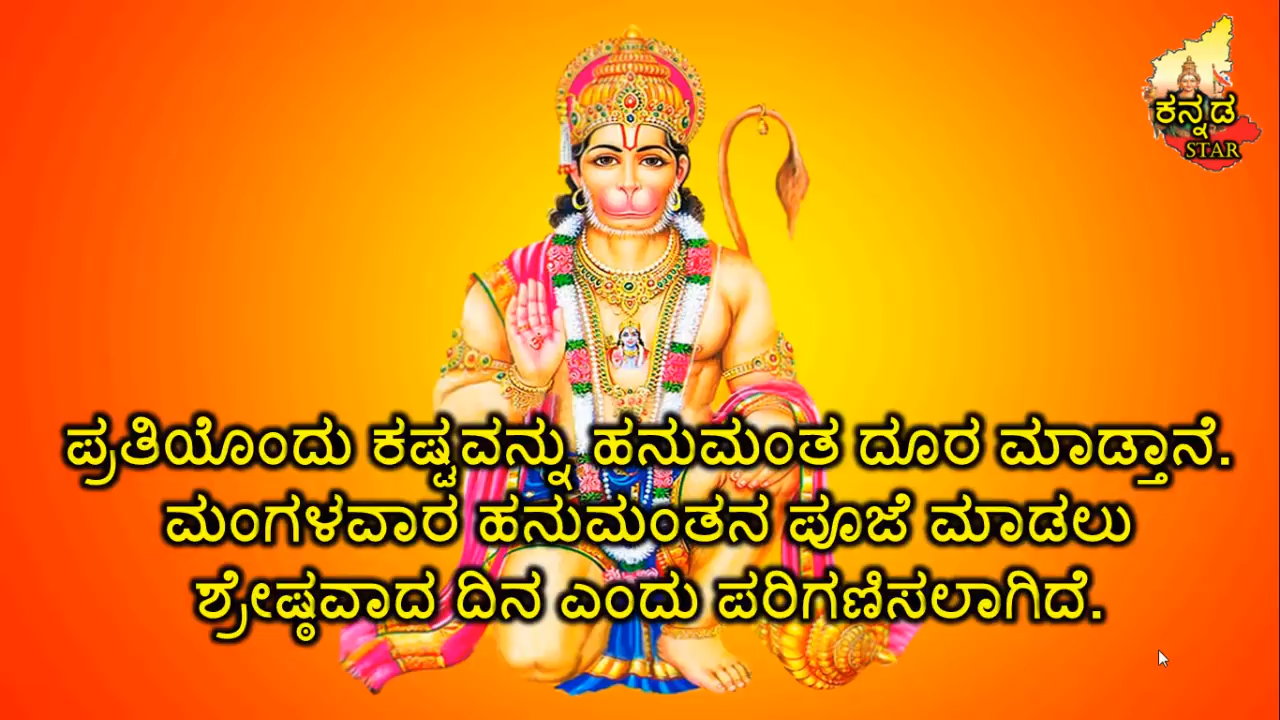 ಕನ್ನಡ
STAR
ಪ್ರತಿಯೊಂದು ಕಷ್ಟವನ್ನು ಹನುಮಂತ ದೂರ ಮಾಡ್ತಾನೆ.
ಮಂಗಳವಾರ ಹನುಮಂತನ ಪೂಜೆ ಮಾಡಲು
ಶ್ರೇಷ್ಠವಾದ ದಿನ ಎಂದು ಪರಿಗಣಿಸಲಾಗಿದೆ.